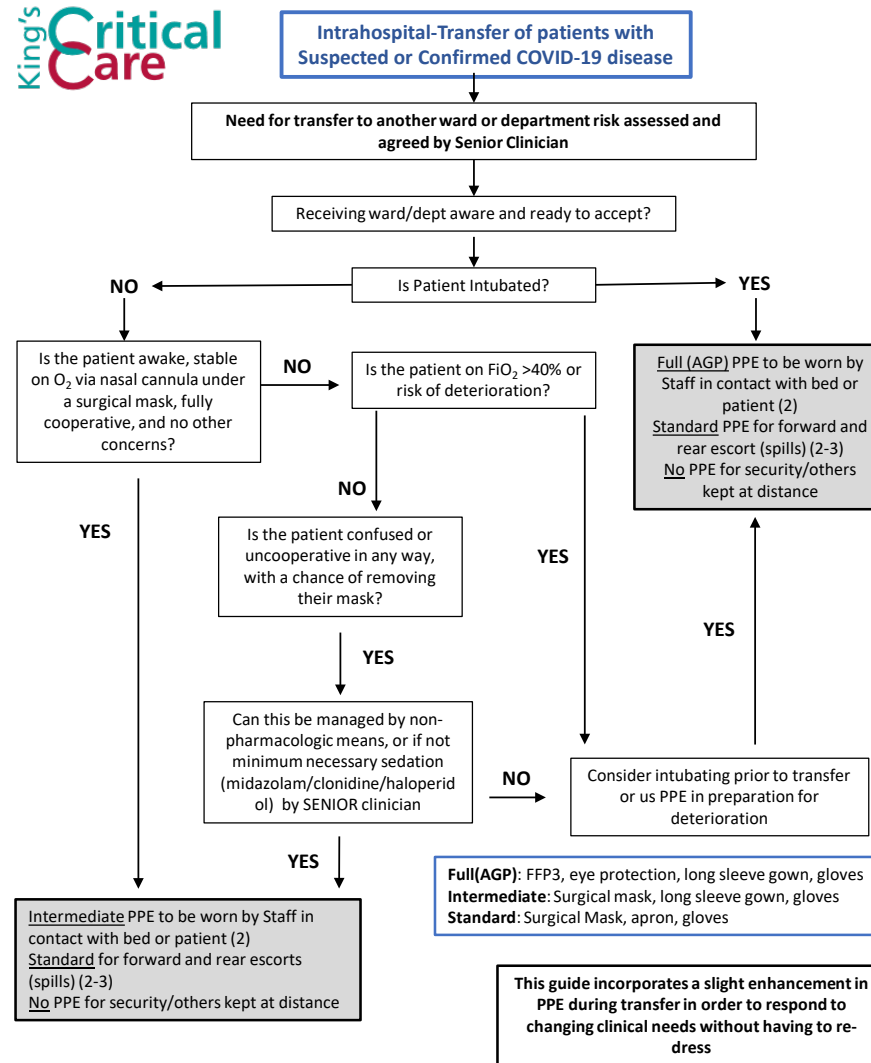 King's
Critical
Care
Intrahospital-Transfer of patients with
Suspected or Confirmed COVID-19 disease
Need for transfer to another ward or department risk assessed and
agreed by Senior Clinician
Receiving ward/dept aware and ready to accept?
NO
Is Patient Intubated?
YES
Is the patient awake, stable
on O₂ via nasal cannula under
a surgical mask, fully
cooperative, and no other
concerns?
NO
Is the patient on FiO₂ >40% or
risk of deterioration?
Full (AGP) PPE to be worn by
Staff in contact with bed or
patient (2)
Standard PPE for forward and
rear escort (spills) (2-3)
No PPE for security/others
kept at distance
NO
YES
Is the patient confused or
uncooperative in any way,
with a chance of removing
their mask?
YES
YES
YES
Can this be managed by non-
pharmacologic means, or if not
minimum necessary sedation
(midazolam/clonidine/haloperid
ol) by SENIOR clinician
NO
Consider intubating prior to transfer
or us PPE in preparation for
deterioration
YES
Full(AGP): FFP3, eye protection, long sleeve gown, gloves
Intermediate: Surgical mask, long sleeve gown, gloves
Standard: Surgical Mask, apron, gloves
Intermediate PPE to be worn by Staff in
contact with bed or patient (2)
Standard for forward and rear escorts
(spills) (2-3)
No PPE for security/others kept at distance
This guide incorporates a slight enhancement in
PPE during transfer in order to respond to
changing clinical needs without having to re-
dress